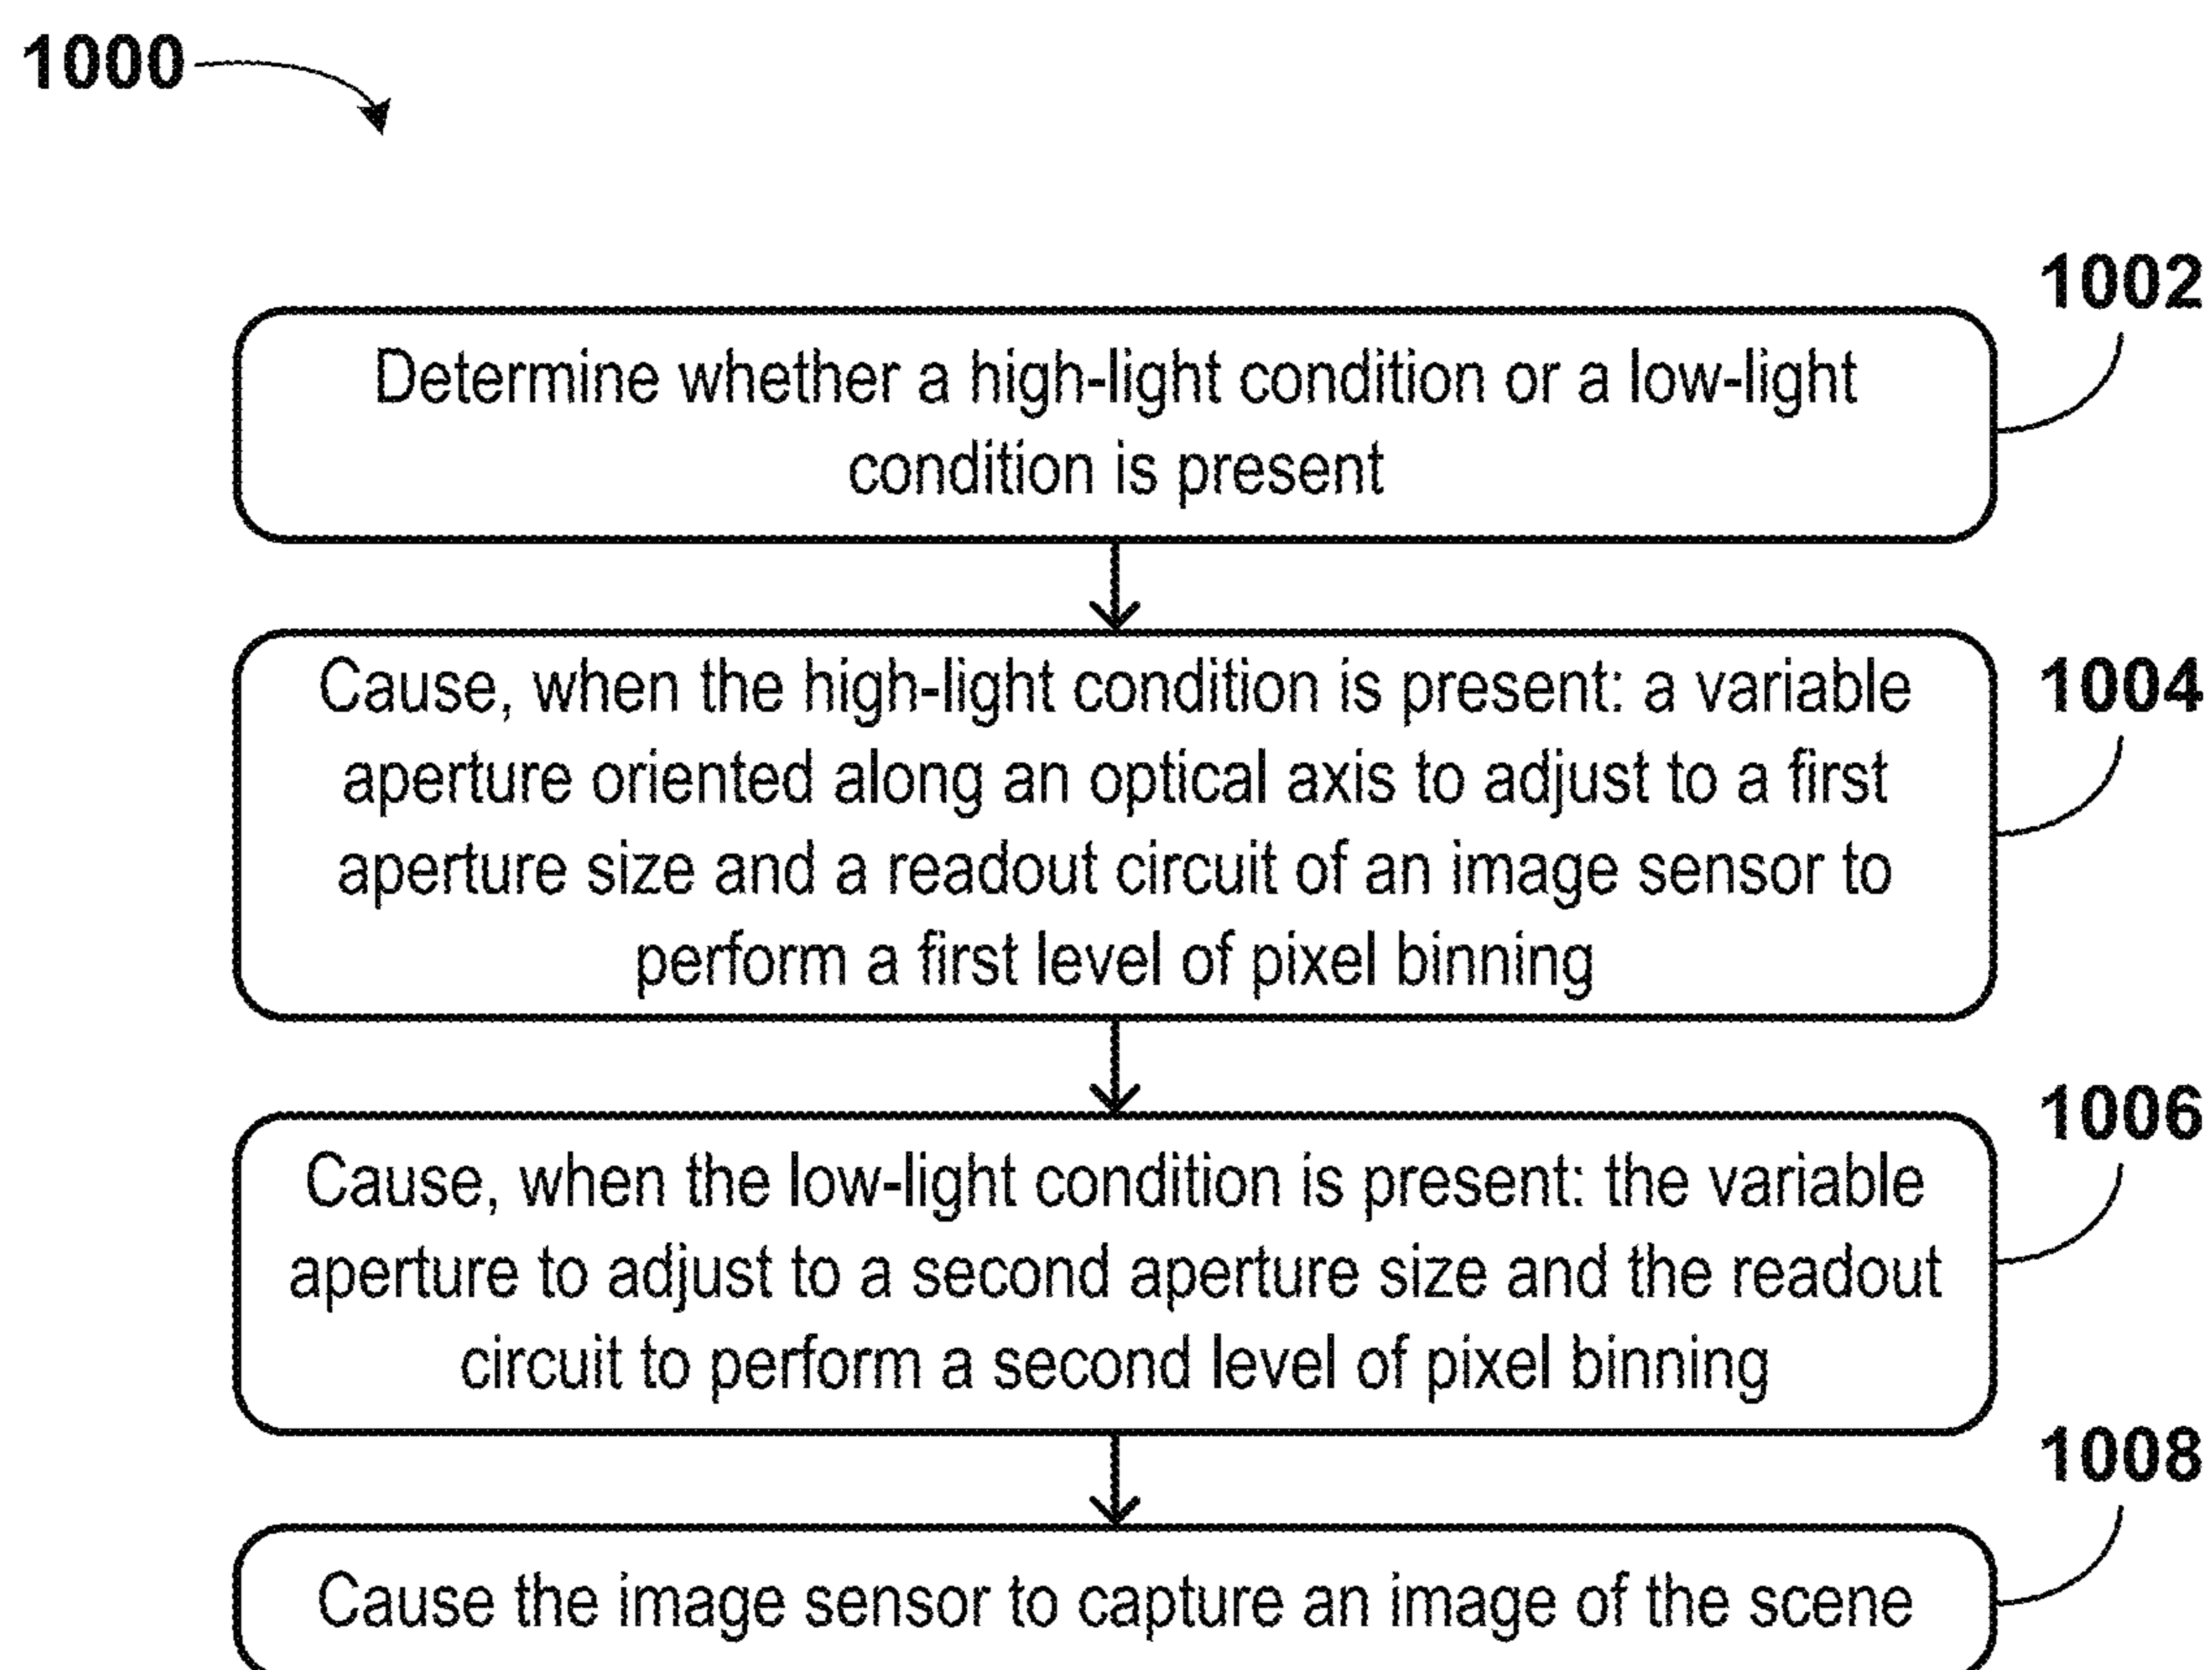 1000
1002
Determine whether a high-light condition or a low-light
condition is present
1004
Cause, when the high-light condition is present: a variable
aperture oriented along an optical axis to adjust to a first
aperture size and a readout circuit of an image sensor to
perform a first level of pixel binning
1006
Cause, when the low-light condition is present: the variable
aperture to adjust to a second aperture size and the readout
circuit to perform a second level of pixel binning
1008
Cause the image sensor to capture an image of the scene